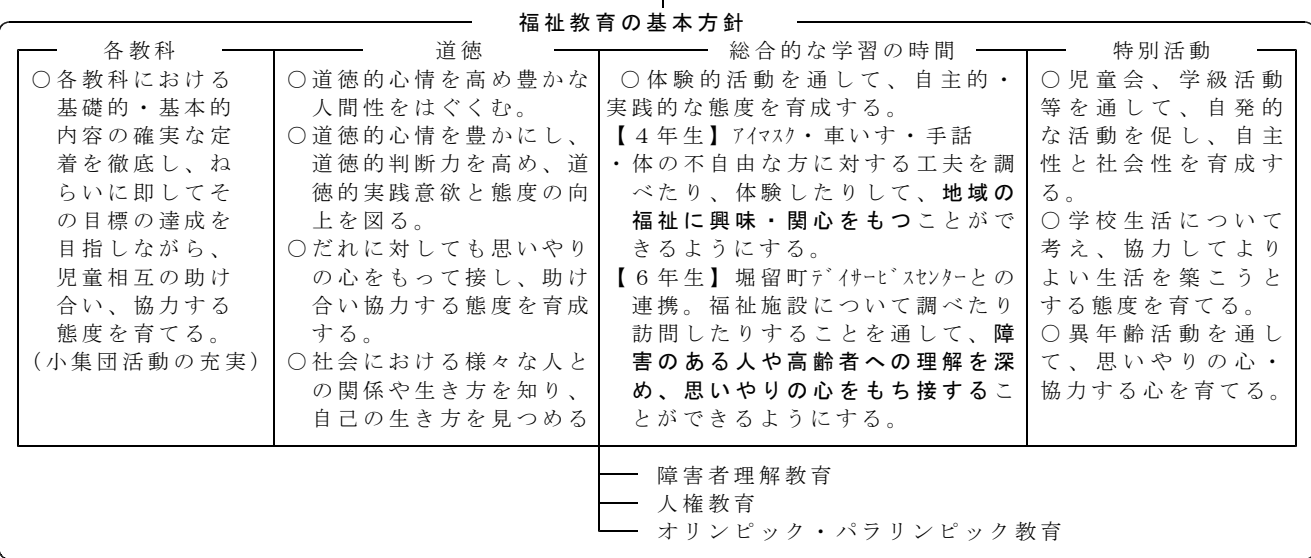 福祉教育の基本方針
各教科
○各教科における
基礎的・基本的
内容の確実な定
着を徹底し、ね
らいに即してそ
の目標の達成を
目指しながら、
児童相互の助け
合い、協力する
態度を育てる。
(小集団活動の充実)
道徳
○道徳的心情を高め豊かな
人間性をはぐくむ。
○道徳的心情を豊かにし、
道徳的判断力を高め、道
徳的実践意欲と態度の向
上を図る。
○だれに対しても思いやり
の心をもって接し、助け
合い協力する態度を育成
する。
○社会における様々な人と
の関係や生き方を知り、
自己の生き方を見つめる
総合的な学習の時間
○体験的活動を通して、自主的・
実践的な態度を育成する。
【4年生】アイマスク・車いす・手話
・体の不自由な方に対する工夫を調
べたり、体験したりして、地域の
福祉に興味・関心をもつことがで
きるようにする。
【6年生】堀留町デイサービスセンターとの
連携。福祉施設について調べたり
訪問したりすることを通して、障
害のある人や高齢者への理解を深
め、思いやりの心をもち接するこ
とができるようにする。
特別活動
○児童会、学級活動
等を通して、自発的
な活動を促し、自主
性と社会性を育成す
る。
○学校生活について
考え、協力してより
よい生活を築こうと
する態度を育てる。
○異年齢活動を通し
て、思いやりの心・
協力する心を育てる。
障害者理解教育
人権教育
オリンピック・パラリンピック教育